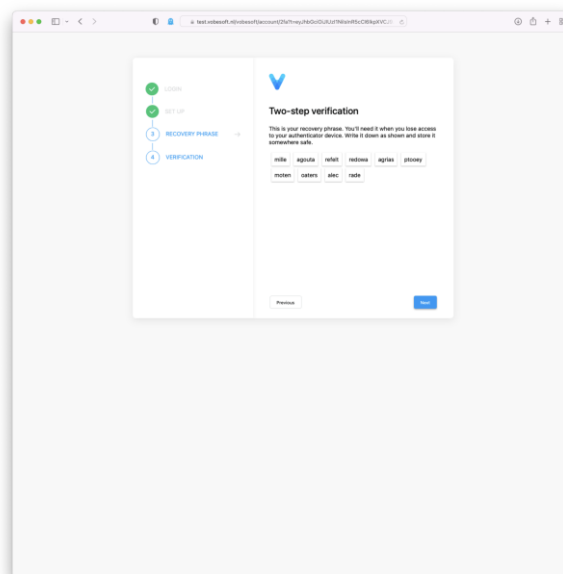 LOGIN
SET UP
3 RECOVERY PHRASE
4 VERIFICATION
Two-step verification
This is your recovery phrase. You'll need it when you lose access
to your authenticator device. Write it down as shown and store it
somewhere safe.
mille agouta refelt redowa agrias ptooey
moten oaters alec rade
Previous Next